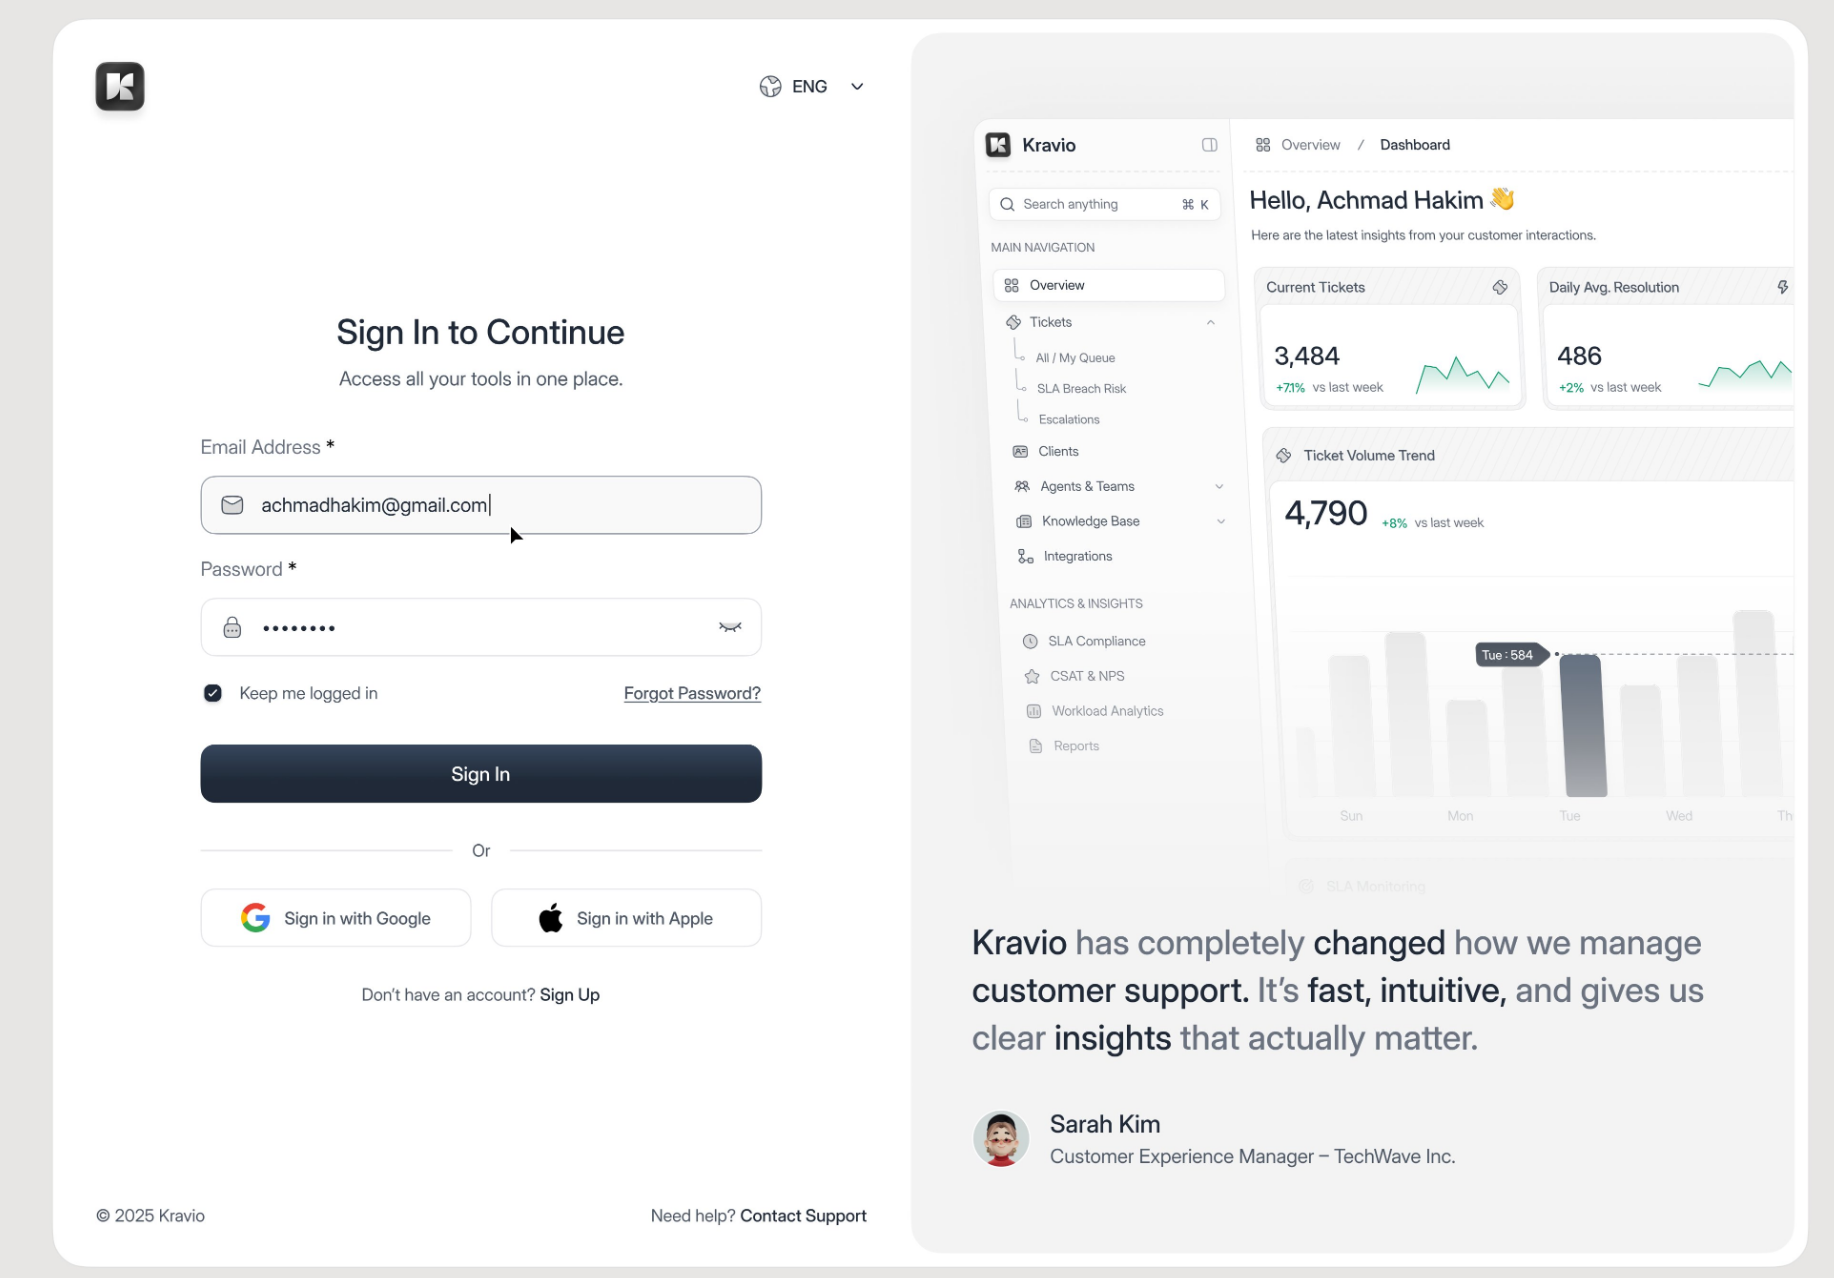 ENG
Sign In to Continue
Access all your tools in one place.
Email Address *
achmadhakim@gmail.com
Password *
••••••••
Keep me logged in
Forgot Password?
Sign In
Or
Sign in with Google
Sign in with Apple
Don't have an account? Sign Up
© 2025 Kravio
Need help? Contact Support
Kravio
Search anything
⌘ K
MAIN NAVIGATION
Overview
Tickets
All / My Queue
SLA Breach Risk
Escalations
Clients
Agents & Teams
Knowledge Base
Integrations
ANALYTICS & INSIGHTS
SLA Compliance
CSAT & NPS
Workload Analytics
Reports
Overview / Dashboard
Hello, Achmad Hakim 👋
Here are the latest insights from your customer interactions.
Current Tickets
3,484
+7.1% vs last week
Daily Avg. Resolution
486
+2% vs last week
Ticket Volume Trend
4,790
+8% vs last week
Tue : 584
Sun
Mon
Tue
Wed
Th
SLA Monitoring
Kravio has completely changed how we manage
customer support. It's fast, intuitive, and gives us
clear insights that actually matter.
Sarah Kim
Customer Experience Manager – TechWave Inc.